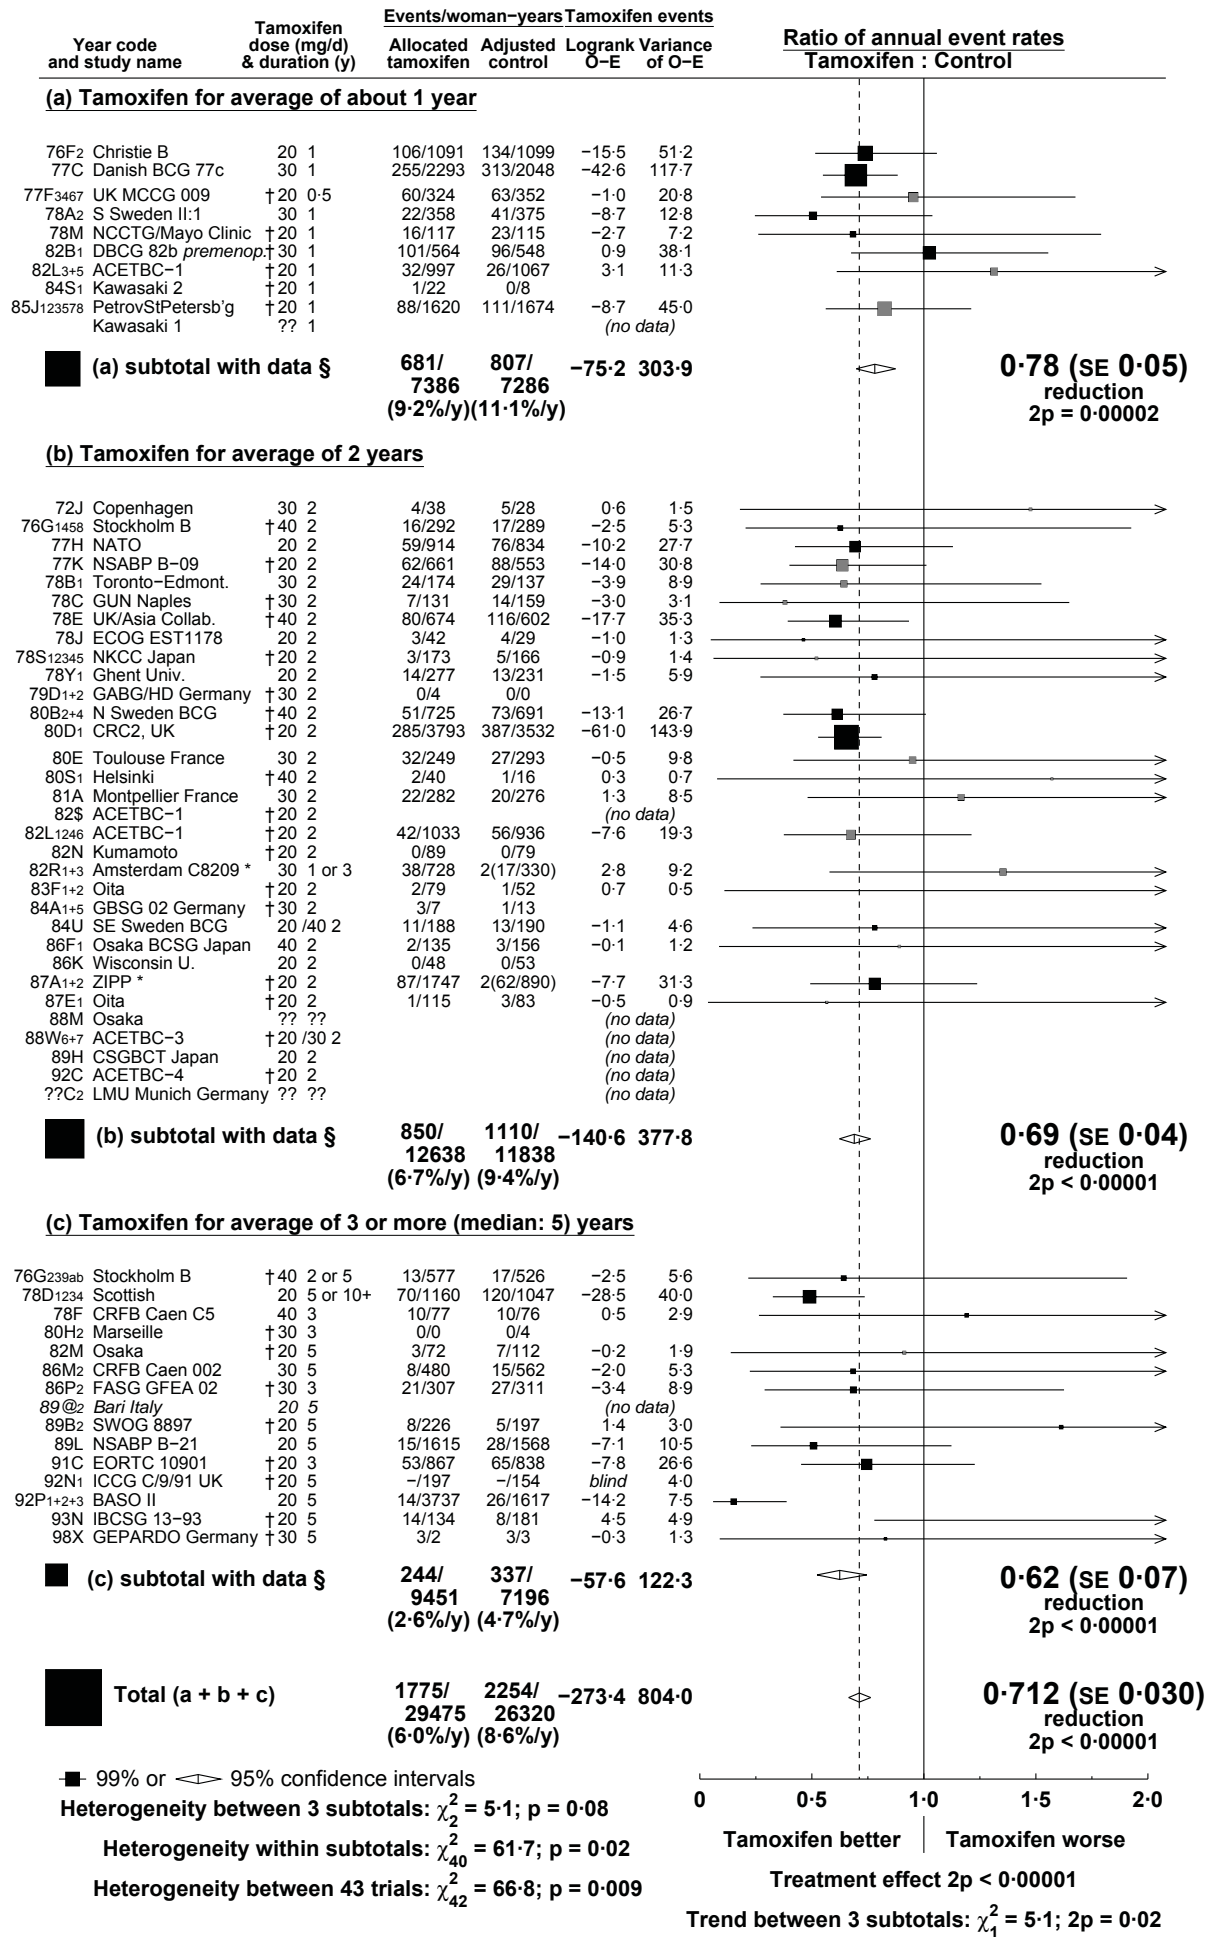 Events/woman−years Tamoxifen events
Year code and study name
Tamoxifen dose (mg/d) & duration (y)
Allocated tamoxifen
Adjusted control
Logrank O−E
Variance of O−E
Ratio of annual event rates
Tamoxifen : Control
(a) Tamoxifen for average of about 1 year
76F2 Christie B 20 1 106/1091 134/1099 −15·5 51·2
77C Danish BCG 77c 30 1 255/2293 313/2048 −42·6 117·7
77F3467 UK MCCG 009 †20 0·5 60/324 63/352 −1·0 20·8
78A2 S Sweden II:1 30 1 22/358 41/375 −8·7 12·8
78M NCCTG/Mayo Clinic †20 1 16/117 23/115 −2·7 7·2
82B1 DBCG 82b premenop.†30 1 101/564 96/548 0·9 38·1
82L3+5 ACETBC−1 †20 1 32/997 26/1067 3·1 11·3
84S1 Kawasaki 2 †20 1 1/22 0/8
85J123578 PetrovStPetersb'g †20 1 88/1620 111/1674 −8·7 45·0
Kawasaki 1 ?? 1 (no data)
(a) subtotal with data § 681/ 807/ −75·2 303·9 0·78 (SE 0·05)
7386 7286 reduction
(9·2%/y) (11·1%/y) 2p = 0·00002
(b) Tamoxifen for average of 2 years
72J Copenhagen 30 2 4/38 5/28 0·6 1·5
76G1458 Stockholm B †40 2 16/292 17/289 −2·5 5·3
77H NATO 20 2 59/914 76/834 −10·2 27·7
77K NSABP B−09 †20 2 62/661 88/553 −14·0 30·8
78B1 Toronto−Edmont. 30 2 24/174 29/137 −3·9 8·9
78C GUN Naples †30 2 7/131 14/159 −3·0 3·1
78E UK/Asia Collab. †40 2 80/674 116/602 −17·7 35·3
78J ECOG EST1178 20 2 3/42 4/29 −1·0 1·3
78S12345 NKCC Japan †20 2 3/173 5/166 −0·9 1·4
78Y1 Ghent Univ. 20 2 14/277 13/231 −1·5 5·9
79D1+2 GABG/HD Germany †30 2 0/4 0/0
80B2+4 N Sweden BCG †40 2 51/725 73/691 −13·1 26·7
80D1 CRC2, UK †20 2 285/3793 387/3532 −61·0 143·9
80E Toulouse France 30 2 32/249 27/293 −0·5 9·8
80S1 Helsinki †40 2 2/40 1/16 0·3 0·7
81A Montpellier France 30 2 22/282 20/276 1·3 8·5
82$ ACETBC−1 †20 2 (no data)
82L1246 ACETBC−1 †20 2 42/1033 56/936 −7·6 19·3
82N Kumamoto †20 2 0/89 0/79
82R1+3 Amsterdam C8209 * 30 1 or 3 38/728 2(17/330) 2·8 9·2
83F1+2 Oita †20 2 2/79 1/52 0·7 0·5
84A1+5 GBSG 02 Germany †30 2 3/7 1/13
84U SE Sweden BCG 20 /40 2 11/188 13/190 −1·1 4·6
86F1 Osaka BCSG Japan 40 2 2/135 3/156 −0·1 1·2
86K Wisconsin U. 20 2 0/48 0/53
87A1+2 ZIPP * †20 2 87/1747 2(62/890) −7·7 31·3
87E1 Oita †20 2 1/115 3/83 −0·5 0·9
88M Osaka ?? ?? (no data)
88W6+7 ACETBC−3 †20 /30 2 (no data)
89H CSGBCT Japan 20 2 (no data)
92C ACETBC−4 †20 2 (no data)
??C2 LMU Munich Germany ?? ?? (no data)
(b) subtotal with data § 850/ 1110/ −140·6 377·8 0·69 (SE 0·04)
12638 11838 reduction
(6·7%/y) (9·4%/y) 2p < 0·00001
(c) Tamoxifen for average of 3 or more (median: 5) years
76G239ab Stockholm B †40 2 or 5 13/577 17/526 −2·5 5·6
78D1234 Scottish 20 5 or 10+ 70/1160 120/1047 −28·5 40·0
78F CRFB Caen C5 40 3 10/77 10/76 0·5 2·9
80H2 Marseille †30 3 0/0 0/4
82M Osaka †20 5 3/72 7/112 −0·2 1·9
86M2 CRFB Caen 002 30 5 8/480 15/562 −2·0 5·3
86P2 FASG GFEA 02 †30 3 21/307 27/311 −3·4 8·9
89@2 Bari Italy 20 5 (no data)
89B2 SWOG 8897 †20 5 8/226 5/197 1·4 3·0
89L NSABP B−21 20 5 15/1615 28/1568 −7·1 10·5
91C EORTC 10901 †20 3 53/867 65/838 −7·8 26·6
92N1 ICCG C/9/91 UK †20 5 −/197 −/154 blind 4·0
92P1+2+3 BASO II 20 5 14/3737 26/1617 −14·2 7·5
93N IBCSG 13−93 †20 5 14/134 8/181 4·5 4·9
98X GEPARDO Germany †30 5 3/2 3/3 −0·3 1·3
(c) subtotal with data § 244/ 337/ −57·6 122·3 0·62 (SE 0·07)
9451 7196 reduction
(2·6%/y) (4·7%/y) 2p < 0·00001
Total (a + b + c) 1775/ 2254/ −273·4 804·0 0·712 (SE 0·030)
29475 26320 reduction
(6·0%/y) (8·6%/y) 2p < 0·00001
99% or 95% confidence intervals
0 0·5 1·0 1·5 2·0
Heterogeneity between 3 subtotals: χ²₂ = 5·1; p = 0·08
Tamoxifen better Tamoxifen worse
Heterogeneity within subtotals: χ²₄₀ = 61·7; p = 0·02
Treatment effect 2p < 0·00001
Heterogeneity between 43 trials: χ²₄₂ = 66·8; p = 0·009
Trend between 3 subtotals: χ²₁ = 5·1; 2p = 0·02